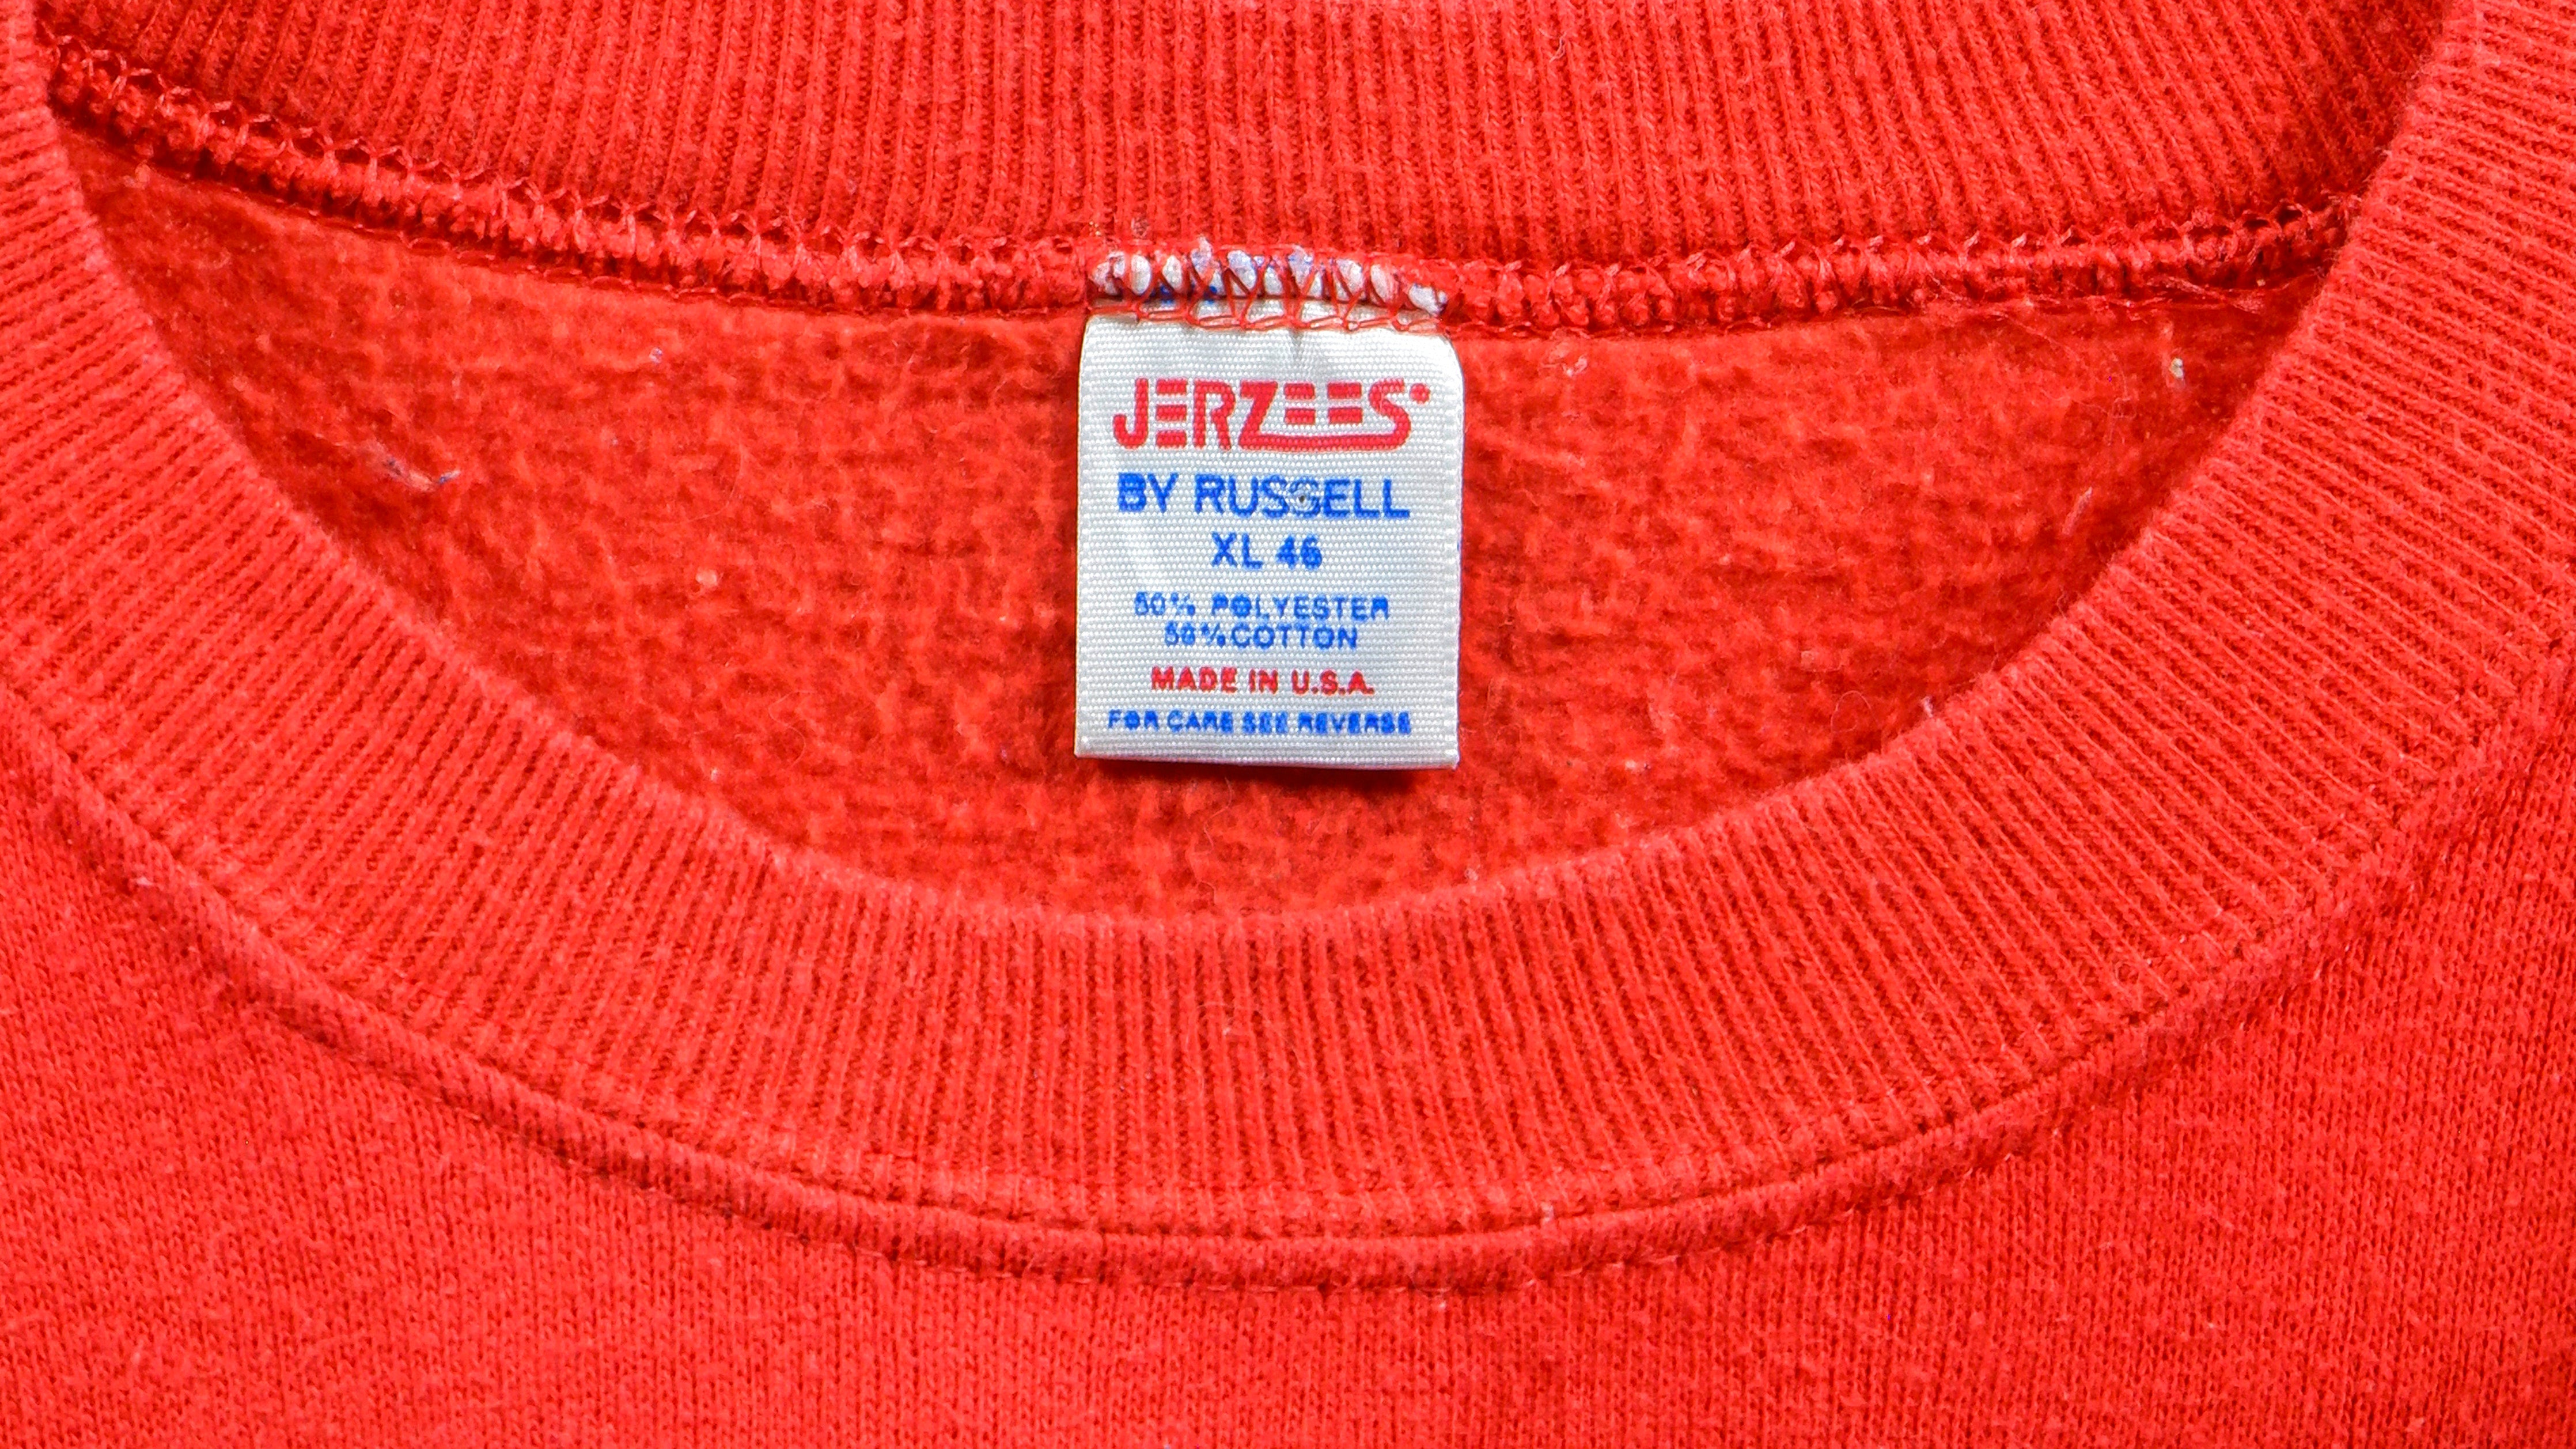 JERZEES
BY RUSSELL
XL 46
50% POLYESTER
50% COTTON
MADE IN U.S.A.
FOR CARE SEE REVERSE